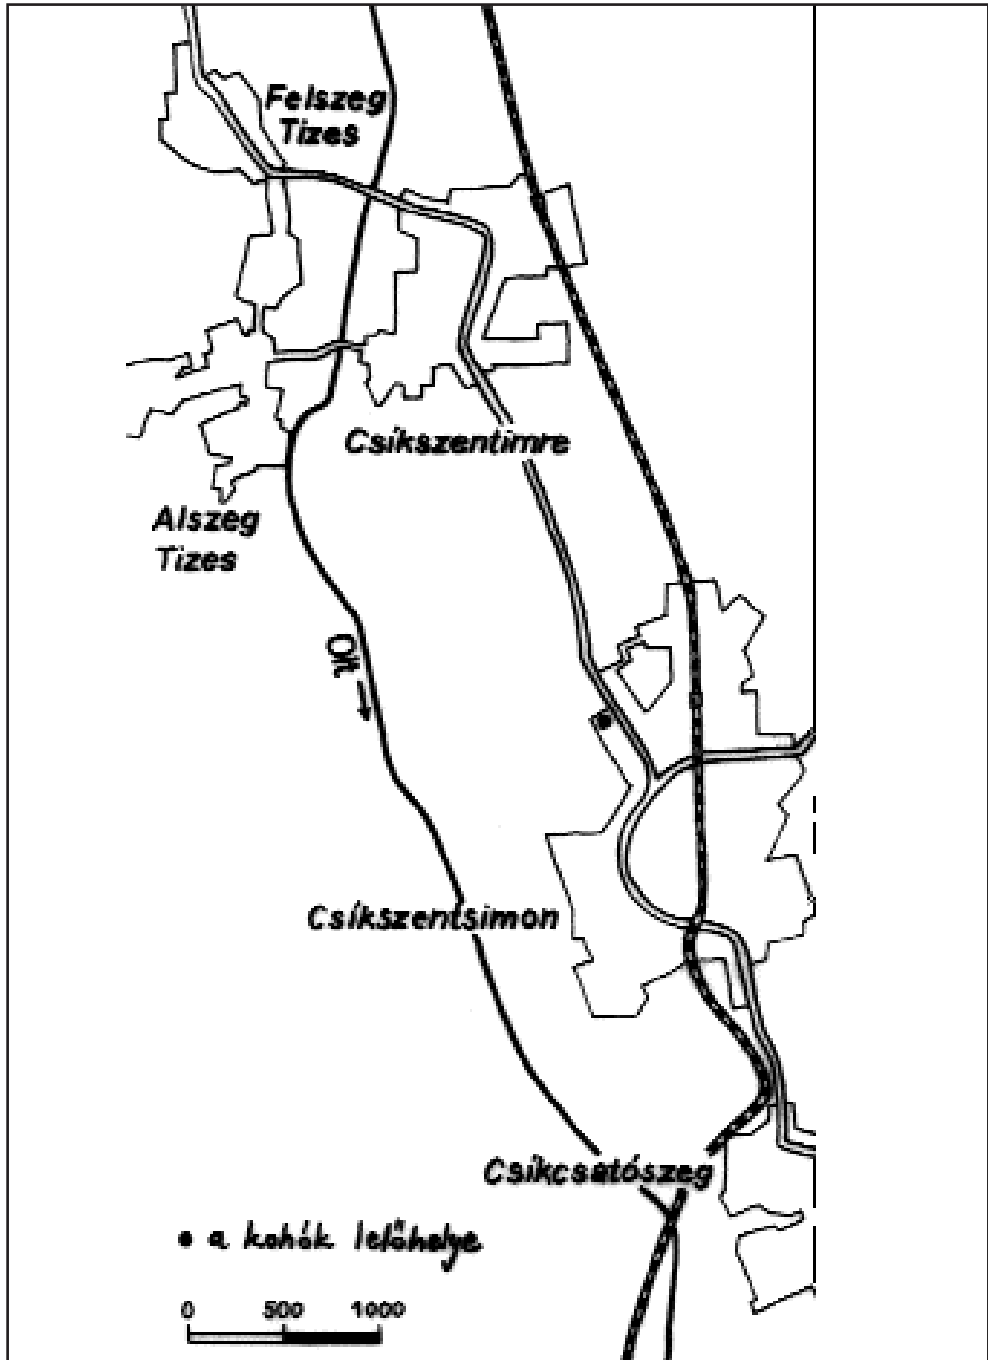 Felszeg
Tizes
Csíkszentimre
Alszeg
Tizes
Olt
Csíkszentsimon
Csíkcsatószeg
• a kohók lelőhelye
0 500 1000